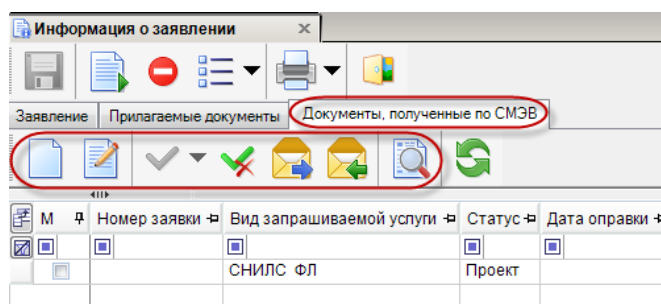 Информация о заявлении
Заявление Прилагаемые документы Документы, полученные по СМЭВ
М Номер заявки Вид запрашиваемой услуги Статус Дата оправки
СНИЛС ФЛ Проект